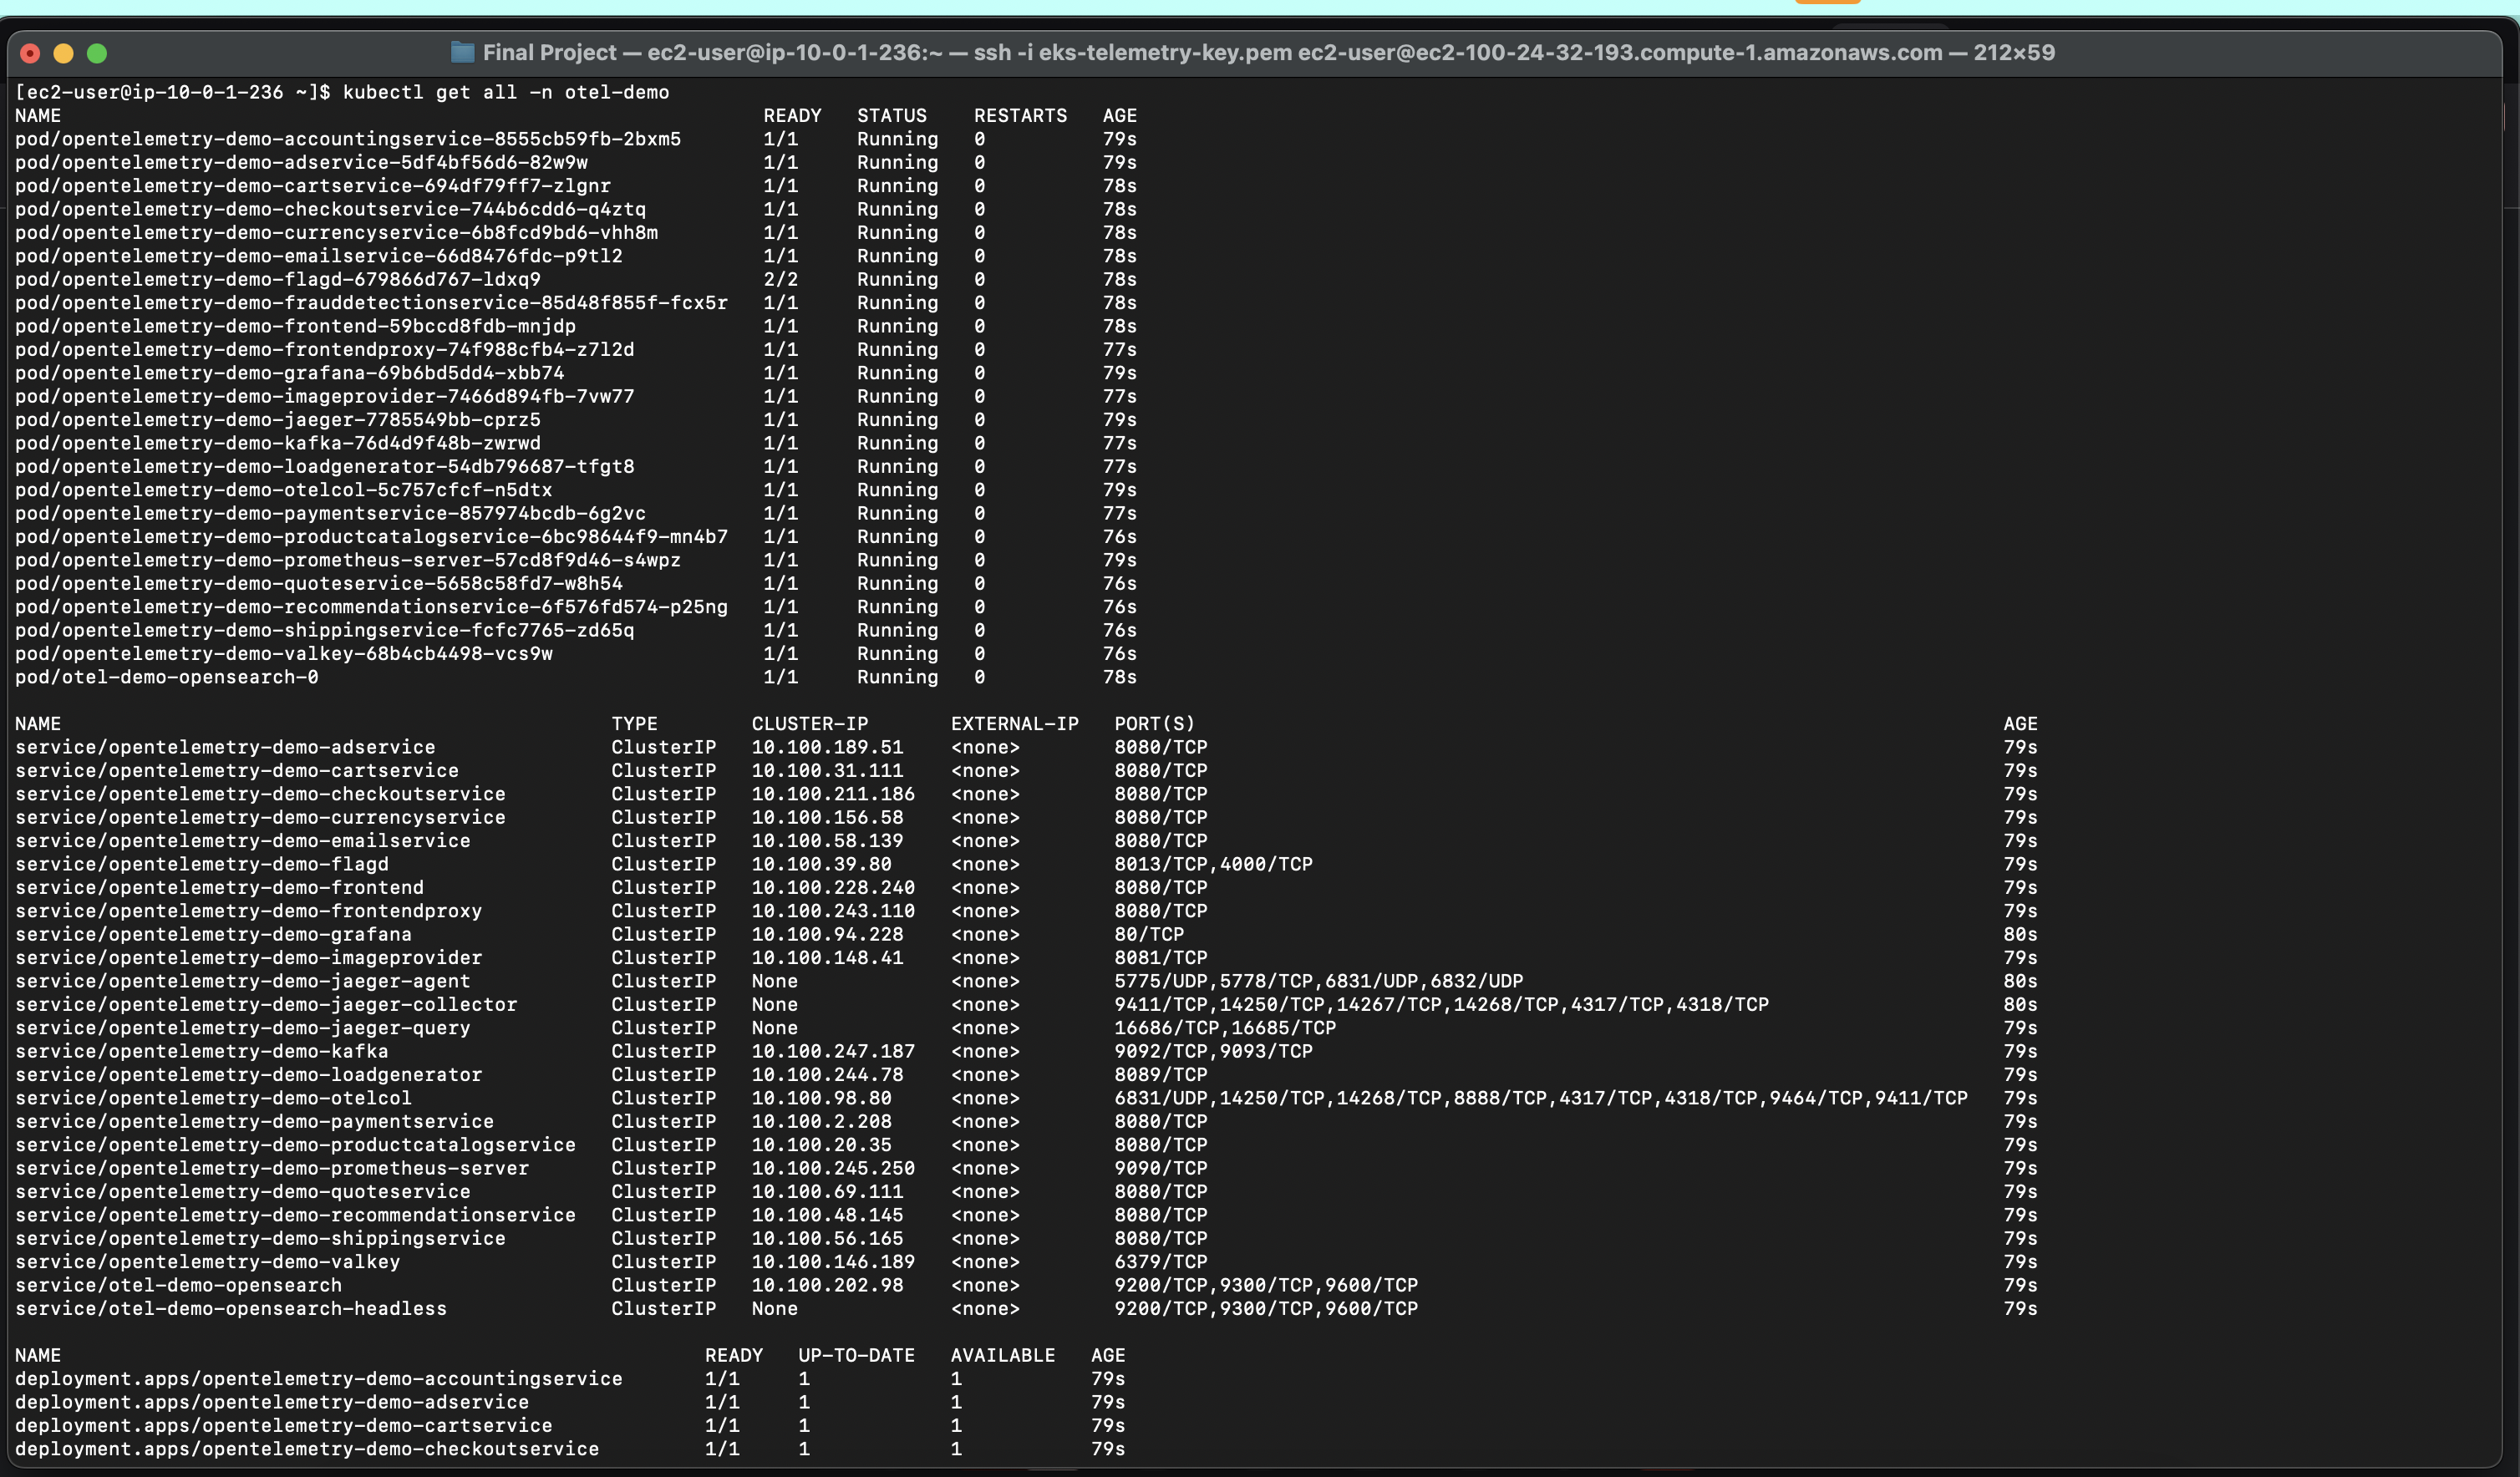 Final Project — ec2-user@ip-10-0-1-236:~ — ssh -i eks-telemetry-key.pem ec2-user@ec2-100-24-32-193.compute-1.amazonaws.com — 212×59
[ec2-user@ip-10-0-1-236 ~]$ kubectl get all -n otel-demo
NAME READY STATUS RESTARTS AGE
pod/opentelemetry-demo-accountingservice-8555cb59fb-2bxm5 1/1 Running 0 79s
pod/opentelemetry-demo-adservice-5df4bf56d6-82w9w 1/1 Running 0 79s
pod/opentelemetry-demo-cartservice-694df79ff7-zlgnr 1/1 Running 0 78s
pod/opentelemetry-demo-checkoutservice-744b6cdd6-q4ztq 1/1 Running 0 78s
pod/opentelemetry-demo-currencyservice-6b8fcd9bd6-vhh8m 1/1 Running 0 78s
pod/opentelemetry-demo-emailservice-66d8476fdc-p9tl2 1/1 Running 0 78s
pod/opentelemetry-demo-flagd-679866d767-ldxq9 2/2 Running 0 78s
pod/opentelemetry-demo-frauddetectionservice-85d48f855f-fcx5r 1/1 Running 0 78s
pod/opentelemetry-demo-frontend-59bccd8fdb-mnjdp 1/1 Running 0 78s
pod/opentelemetry-demo-frontendproxy-74f988cfb4-z7l2d 1/1 Running 0 77s
pod/opentelemetry-demo-grafana-69b6bd5dd4-xbb74 1/1 Running 0 79s
pod/opentelemetry-demo-imageprovider-7466d894fb-7vw77 1/1 Running 0 77s
pod/opentelemetry-demo-jaeger-7785549bb-cprz5 1/1 Running 0 79s
pod/opentelemetry-demo-kafka-76d4d9f48b-zwrwd 1/1 Running 0 77s
pod/opentelemetry-demo-loadgenerator-54db796687-tfgt8 1/1 Running 0 77s
pod/opentelemetry-demo-otelcol-5c757cfcf-n5dtx 1/1 Running 0 79s
pod/opentelemetry-demo-paymentservice-857974bcdb-6g2vc 1/1 Running 0 77s
pod/opentelemetry-demo-productcatalogservice-6bc98644f9-mn4b7 1/1 Running 0 76s
pod/opentelemetry-demo-prometheus-server-57cd8f9d46-s4wpz 1/1 Running 0 79s
pod/opentelemetry-demo-quoteservice-5658c58fd7-w8h54 1/1 Running 0 76s
pod/opentelemetry-demo-recommendationservice-6f576fd574-p25ng 1/1 Running 0 76s
pod/opentelemetry-demo-shippingservice-fcfc7765-zd65q 1/1 Running 0 76s
pod/opentelemetry-demo-valkey-68b4cb4498-vcs9w 1/1 Running 0 76s
pod/otel-demo-opensearch-0 1/1 Running 0 78s
NAME TYPE CLUSTER-IP EXTERNAL-IP PORT(S) AGE
service/opentelemetry-demo-adservice ClusterIP 10.100.189.51 <none> 8080/TCP 79s
service/opentelemetry-demo-cartservice ClusterIP 10.100.31.111 <none> 8080/TCP 79s
service/opentelemetry-demo-checkoutservice ClusterIP 10.100.211.186 <none> 8080/TCP 79s
service/opentelemetry-demo-currencyservice ClusterIP 10.100.156.58 <none> 8080/TCP 79s
service/opentelemetry-demo-emailservice ClusterIP 10.100.58.139 <none> 8080/TCP 79s
service/opentelemetry-demo-flagd ClusterIP 10.100.39.80 <none> 8013/TCP,4000/TCP 79s
service/opentelemetry-demo-frontend ClusterIP 10.100.228.240 <none> 8080/TCP 79s
service/opentelemetry-demo-frontendproxy ClusterIP 10.100.243.110 <none> 8080/TCP 79s
service/opentelemetry-demo-grafana ClusterIP 10.100.94.228 <none> 80/TCP 80s
service/opentelemetry-demo-imageprovider ClusterIP 10.100.148.41 <none> 8081/TCP 79s
service/opentelemetry-demo-jaeger-agent ClusterIP None <none> 5775/UDP,5778/TCP,6831/UDP,6832/UDP 80s
service/opentelemetry-demo-jaeger-collector ClusterIP None <none> 9411/TCP,14250/TCP,14267/TCP,14268/TCP,4317/TCP,4318/TCP 80s
service/opentelemetry-demo-jaeger-query ClusterIP None <none> 16686/TCP,16685/TCP 79s
service/opentelemetry-demo-kafka ClusterIP 10.100.247.187 <none> 9092/TCP,9093/TCP 79s
service/opentelemetry-demo-loadgenerator ClusterIP 10.100.244.78 <none> 8089/TCP 79s
service/opentelemetry-demo-otelcol ClusterIP 10.100.98.80 <none> 6831/UDP,14250/TCP,14268/TCP,8888/TCP,4317/TCP,4318/TCP,9464/TCP,9411/TCP 79s
service/opentelemetry-demo-paymentservice ClusterIP 10.100.2.208 <none> 8080/TCP 79s
service/opentelemetry-demo-productcatalogservice ClusterIP 10.100.20.35 <none> 8080/TCP 79s
service/opentelemetry-demo-prometheus-server ClusterIP 10.100.245.250 <none> 9090/TCP 79s
service/opentelemetry-demo-quoteservice ClusterIP 10.100.69.111 <none> 8080/TCP 79s
service/opentelemetry-demo-recommendationservice ClusterIP 10.100.48.145 <none> 8080/TCP 79s
service/opentelemetry-demo-shippingservice ClusterIP 10.100.56.165 <none> 8080/TCP 79s
service/opentelemetry-demo-valkey ClusterIP 10.100.146.189 <none> 6379/TCP 79s
service/otel-demo-opensearch ClusterIP 10.100.202.98 <none> 9200/TCP,9300/TCP,9600/TCP 79s
service/otel-demo-opensearch-headless ClusterIP None <none> 9200/TCP,9300/TCP,9600/TCP 79s
NAME READY UP-TO-DATE AVAILABLE AGE
deployment.apps/opentelemetry-demo-accountingservice 1/1 1 1 79s
deployment.apps/opentelemetry-demo-adservice 1/1 1 1 79s
deployment.apps/opentelemetry-demo-cartservice 1/1 1 1 79s
deployment.apps/opentelemetry-demo-checkoutservice 1/1 1 1 79s